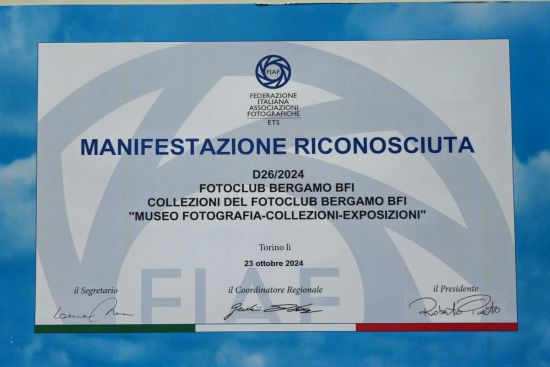 FIAF
FEDERAZIONE
ITALIANA
ASSOCIAZIONI
FOTOGRAFICHE
ETS
MANIFESTAZIONE RICONOSCIUTA
D26/2024
FOTOCLUB BERGAMO BFI
COLLEZIONI DEL FOTOCLUB BERGAMO BFI
"MUSEO FOTOGRAFIA-COLLEZIONI-ESPOSIZIONI"
Torino lì
23 ottobre 2024
FIAF
il Segretario
il Coordinatore Regionale
il Presidente
Roberto